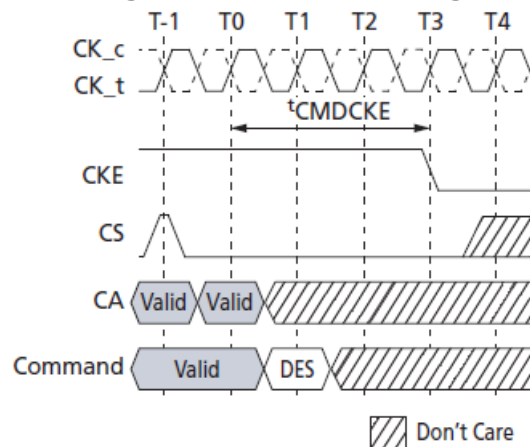 T-1 T0 T1 T2 T3 T4
CK_c
CK_t
tCMDCKE
CKE
CS
CA Valid Valid
Command Valid DES
Don't Care